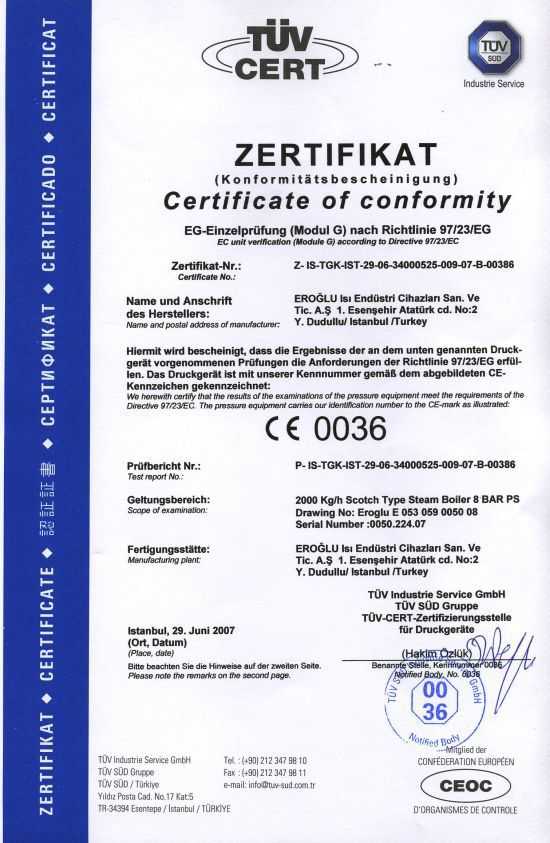 ZERTIFIKAT ◆ CERTIFICATE ◆ 認証証書 ◆ СЕРТИФИКАТ ◆ CERTIFICADO ◆ CERTIFICAT
TÜV
CERT
TÜV
SÜD
Industrie Service
ZERTIFIKAT
(Konformitätsbescheinigung)
Certificate of conformity
EG-Einzelprüfung (Modul G) nach Richtlinie 97/23/EG
EC unit verification (Module G) according to Directive 97/23/EC
Zertifikat-Nr.: Z- IS-TGK-IST-29-06-34000525-009-07-B-00386
Certificate No.:
Name und Anschrift EROĞLU Isı Endüstri Cihazları San. Ve
des Herstellers: Tic. A.Ş 1. Esenşehir Atatürk cd. No:2
Name and postal address of manufacturer: Y. Dudullu/ Istanbul /Turkey
Hiermit wird bescheinigt, dass die Ergebnisse der an dem unten genannten Druck-
gerät vorgenommenen Prüfungen die Anforderungen der Richtlinie 97/23/EG erfül-
len. Das Druckgerät ist mit unserer Kennnummer gemäß dem abgebildeten CE-
Kennzeichen gekennzeichnet:
We herewith certify that the results of the examinations of the pressure equipment meet the requirements of the
Directive 97/23/EG. The pressure equipment carries our identification number to the CE-mark as illustrated:
CE 0036
Prüfbericht Nr.: P- IS-TGK-IST-29-06-34000525-009-07-B-00386
Test report No.:
Geltungsbereich: 2000 Kg/h Scotch Type Steam Boiler 8 BAR PS
Scope of examination: Drawing No: Eroglu E 053 059 0050 08
Serial Number :0050.224.07
Fertigungsstätte: EROĞLU Isı Endüstri Cihazları San. Ve
Manufacturing plant: Tic. A.Ş 1. Esenşehir Atatürk cd. No:2
Y. Dudullu/ Istanbul /Turkey
TÜV Industrie Service GmbH
TÜV SÜD Gruppe
TÜV-CERT-Zertifizierungsstelle
für Druckgeräte
Istanbul, 29. Juni 2007
(Ort, Datum) (Hakim Özlük)
(Place, date)
Bitte beachten Sie die Hinweise auf der zweiten Seite. Benannte Stelle, Kennnummer 0036
Please note the remarks on the second page. Notified Body, No. 0036
TÜV SÜD GmbH
00
36
Notified Body
Mitglied der
CONFÉDÉRATION EUROPÉEN
CEOC
D'ORGANISMES DE CONTROLE
TÜV Industrie Service GmbH Tel. : (+90) 212 347 98 10
TÜV SÜD Gruppe Fax : (+90) 212 347 98 11
TÜV SÜD / Türkiye e-mail: info@tuv-sud.com.tr
Yıldız Posta Cad. No.17 Kat:5
TR-34394 Esentepe / İstanbul / TÜRKİYE